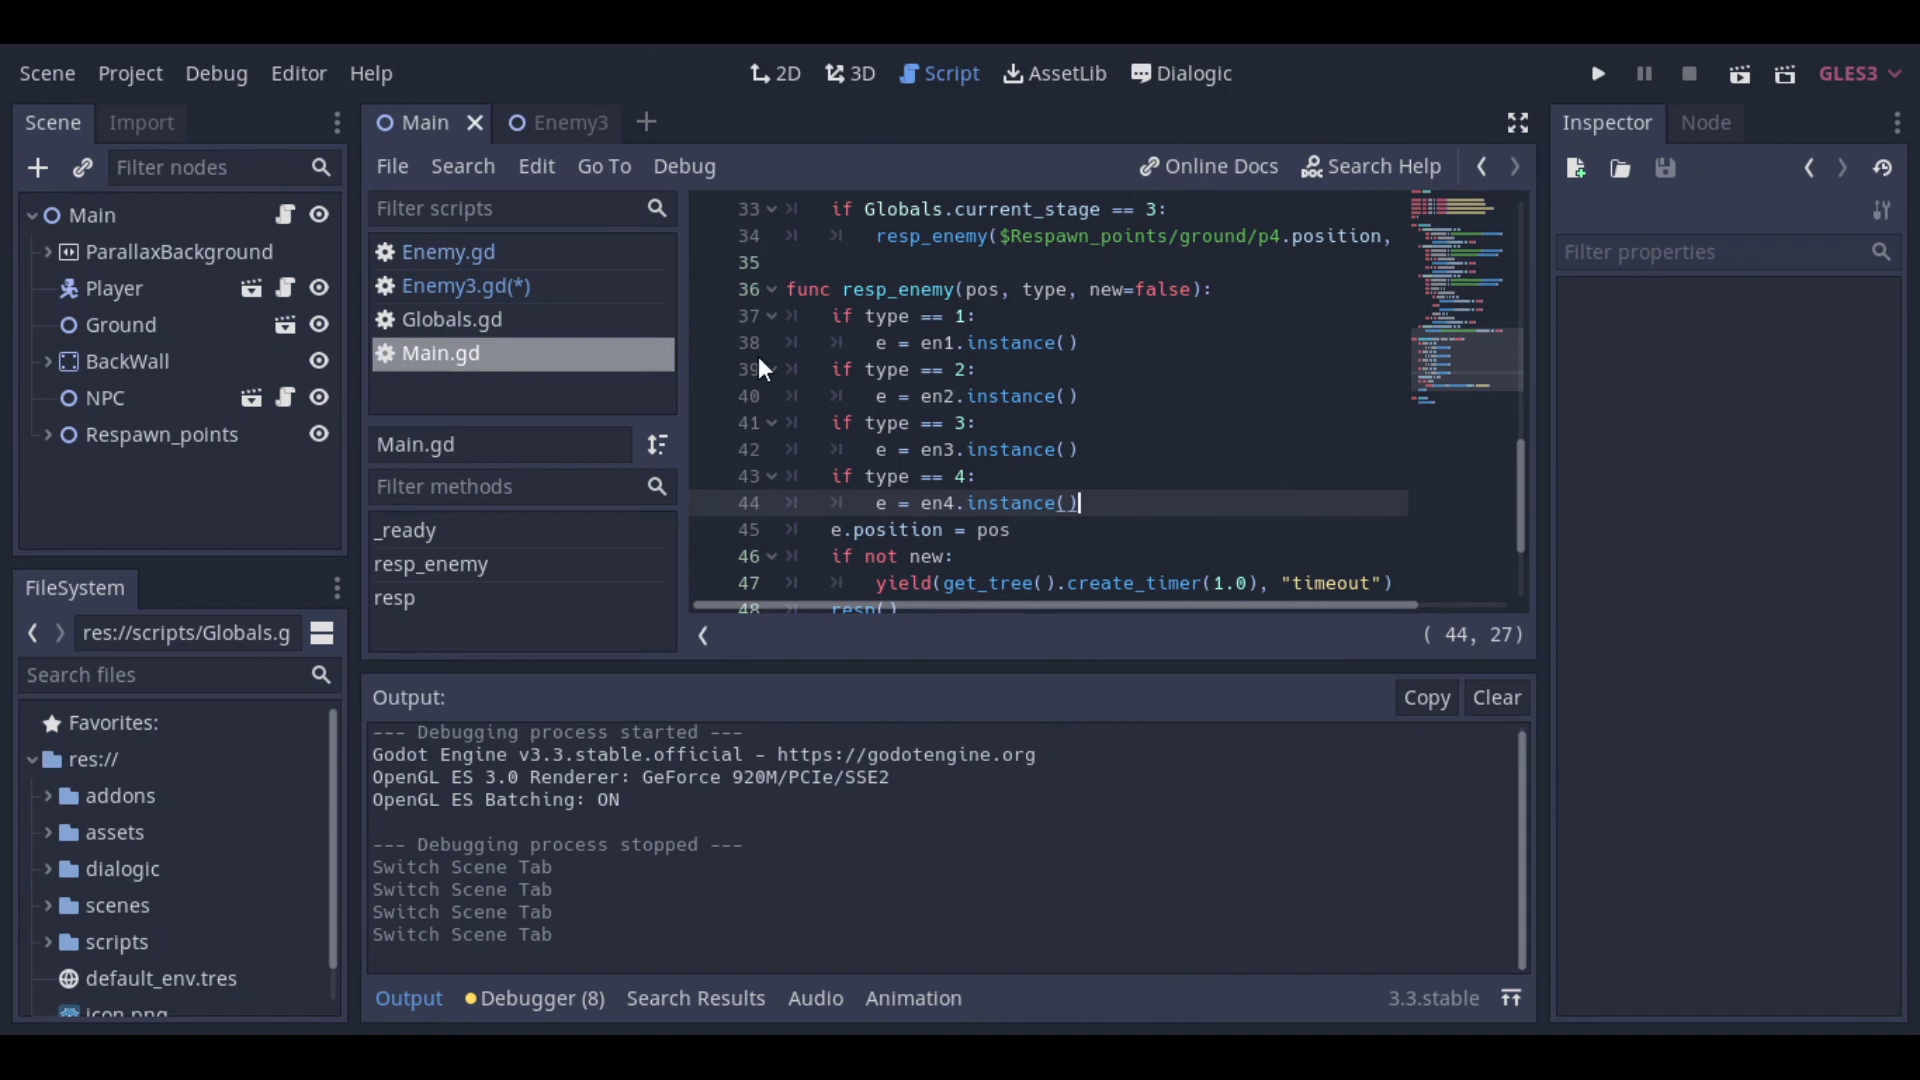 Scene Project Debug Editor Help
2D 3D Script AssetLib Dialogic
GLES3
Scene Import
Filter nodes
Main
ParallaxBackground
Player
Ground
BackWall
NPC
Respawn_points
FileSystem
res://scripts/Globals.g
Search files
Favorites:
res://
addons
assets
dialogic
scenes
scripts
default_env.tres
icon.png
Main Enemy3
File Search Edit Go To Debug
Online Docs Search Help
Filter scripts
Enemy.gd
Enemy3.gd(*)
Globals.gd
Main.gd
Main.gd
Filter methods
_ready
resp_enemy
resp
33 if Globals.current_stage == 3:
34 resp_enemy($Respawn_points/ground/p4.position,
35
36 func resp_enemy(pos, type, new=false):
37 if type == 1:
38 e = en1.instance()
39 if type == 2:
40 e = en2.instance()
41 if type == 3:
42 e = en3.instance()
43 if type == 4:
44 e = en4.instance()
45 e.position = pos
46 if not new:
47 yield(get_tree().create_timer(1.0), "timeout")
48 resp()
( 44, 27)
Output:
Copy Clear
--- Debugging process started ---
Godot Engine v3.3.stable.official - https://godotengine.org
OpenGL ES 3.0 Renderer: GeForce 920M/PCIe/SSE2
OpenGL ES Batching: ON
--- Debugging process stopped ---
Switch Scene Tab
Switch Scene Tab
Switch Scene Tab
Switch Scene Tab
Output Debugger (8) Search Results Audio Animation
3.3.stable
Inspector Node
Filter properties